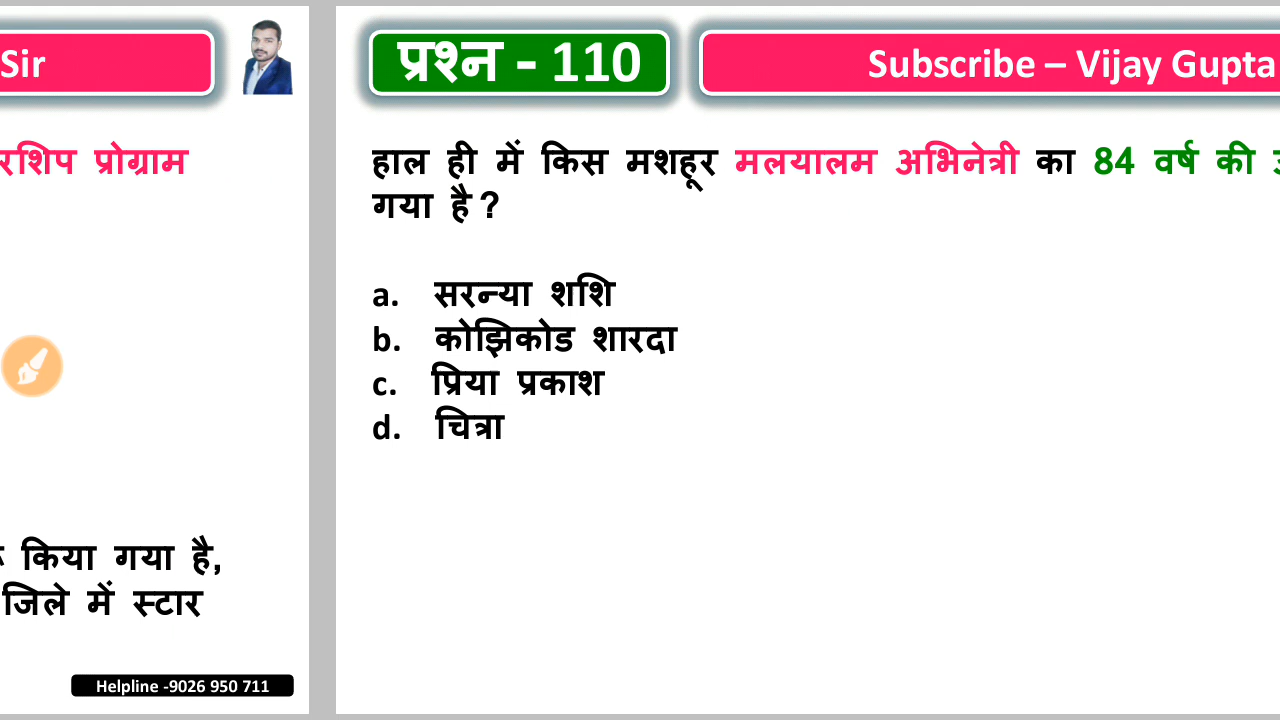 Sir
रशिप प्रोग्राम
किया गया है,
जिले में स्टार
Helpline -9026 950 711
प्रश्न - 110
Subscribe – Vijay Gupta
हाल ही में किस मशहूर मलयालम अभिनेत्री का 84 वर्ष की
गया है ?
a. सरन्या शशि
b. कोझिकोड शारदा
c. प्रिया प्रकाश
d. चित्रा